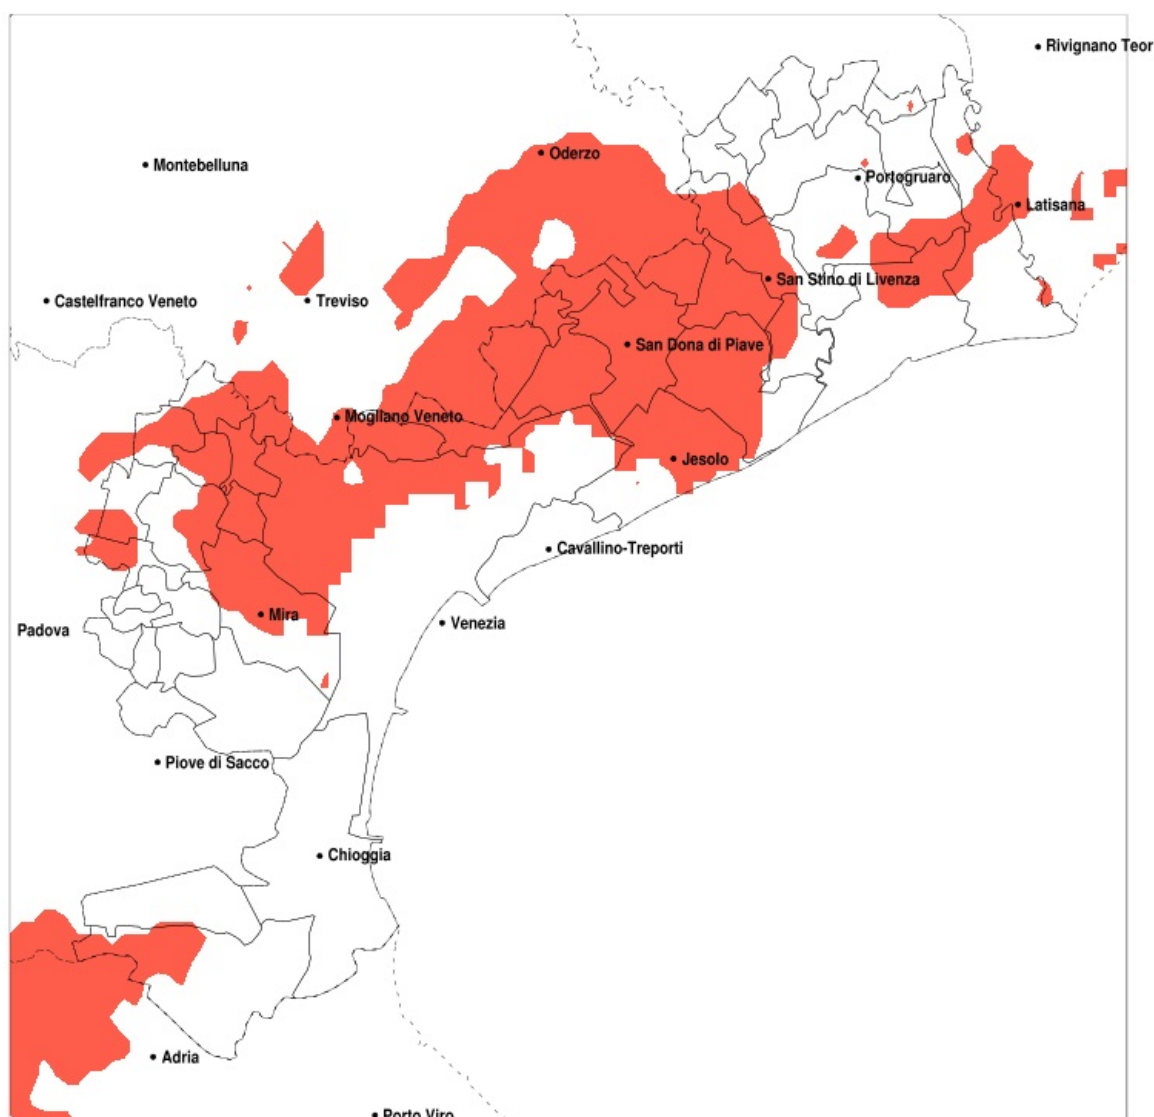 Rivignano Teor
Oderzo
Montebelluna
Portogruaro
Latisana
San Stino di Livenza
Castelfranco Veneto
Treviso
San Dona di Piave
Mogliano Veneto
Jesolo
Cavallino-Treporti
Mira
Venezia
Padova
Piove di Sacco
Chioggia
Adria
Porto Viro